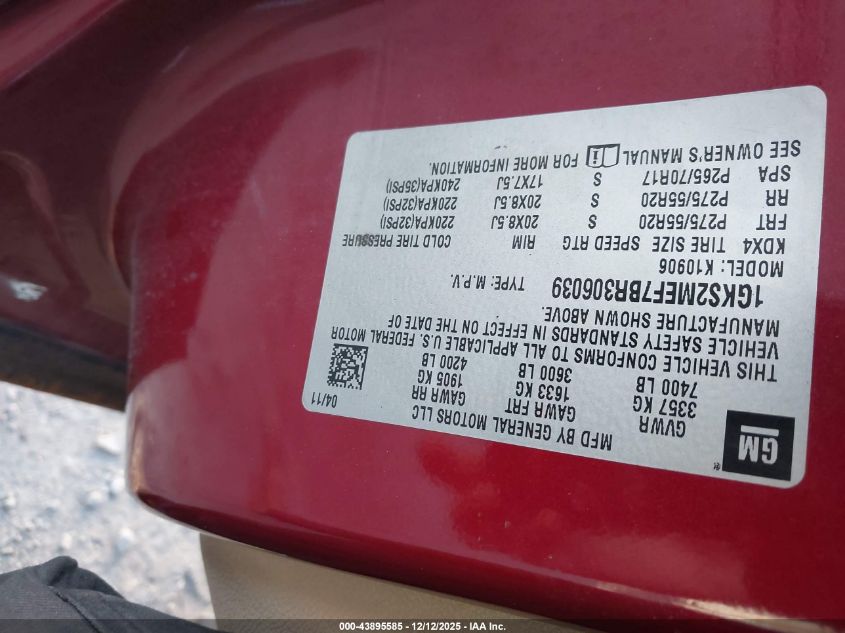 GM
®
MFD BY GENERAL MOTORS LLC
04/11
GVWR GAWR FRT GAWR RR
3357 KG 1633 KG 1905 KG
7400 LB 3600 LB 4200 LB
THIS VEHICLE CONFORMS TO ALL APPLICABLE U.S. FEDERAL MOTOR
VEHICLE SAFETY STANDARDS IN EFFECT ON THE DATE OF
MANUFACTURE SHOWN ABOVE.
1GKS2MEF7BR306039 TYPE: M.P.V.
MODEL: K10906
KDX4 TIRE SIZE SPEED RTG RIM COLD TIRE PRESSURE
FRT P275/55R20 S 20X8.5J 220KPA(32PSI)
RR P275/55R20 S 20X8.5J 220KPA(32PSI)
SPA P265/70R17 S 17X7.5J 240KPA(35PSI)
SEE OWNER'S MANUAL i FOR MORE INFORMATION.
000-43895585 - 12/12/2025 - IAA Inc.